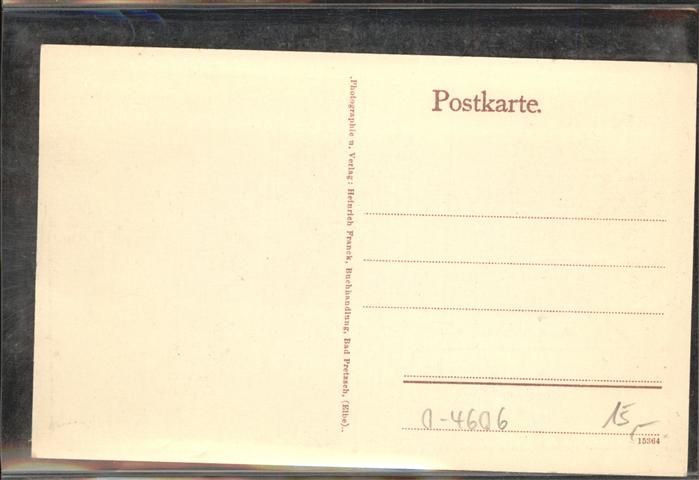 Postkarte.
.Photographie u. Verlag: Heinrich Franck, Buchhandlung, Bad Pretzsch, (Elbe)..
0-4606
15,-
15364